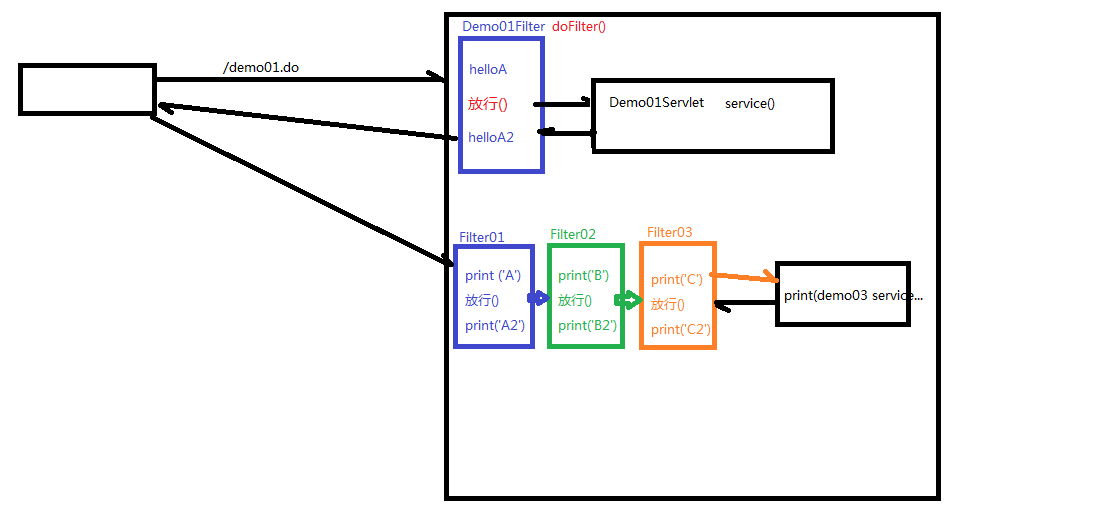 Demo01Filter doFilter()
/demo01.do
helloA
放行()
helloA2
Demo01Servlet service()
Filter01
print ('A')
放行()
print('A2')
Filter02
print('B')
放行()
print('B2')
Filter03
print('C')
放行()
print('C2')
print(demo03 service...